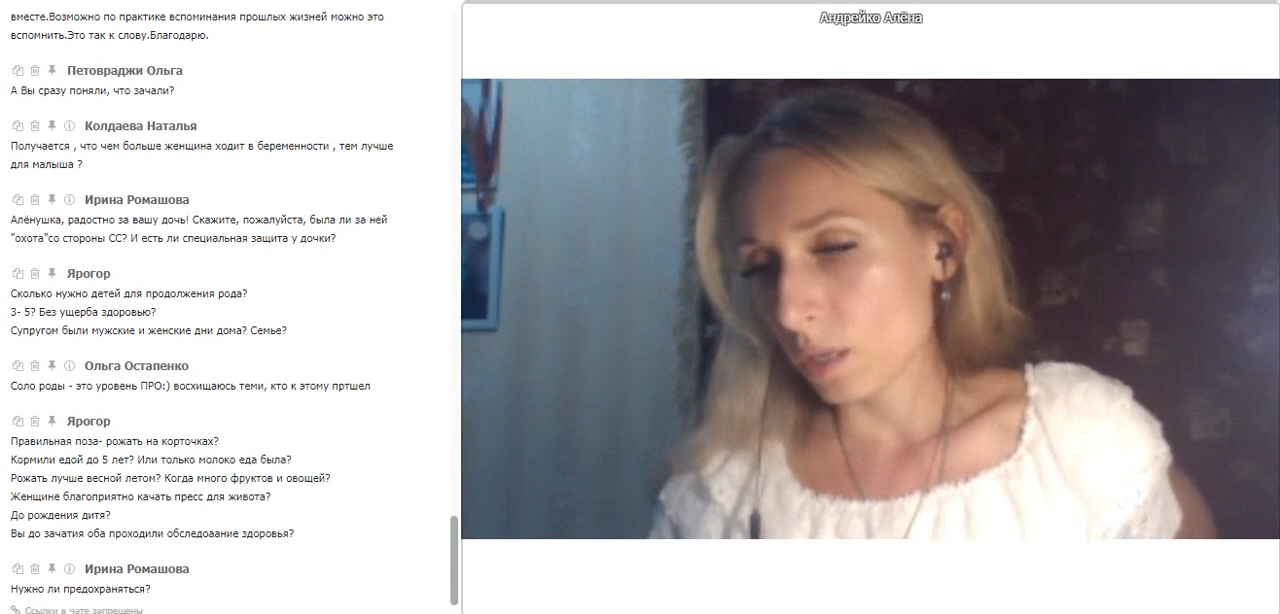 вместе.Возможно по практике вспоминания прошлых жизней можно это
вспомнить.Это так к слову.Благодарю.
Петовраджи Ольга
А Вы сразу поняли, что зачали?
Колдаева Наталья
Получается , что чем больше женщина ходит в беременности , тем лучше
для малыша ?
Ирина Ромашова
Алёнушка, радостно за вашу дочь! Скажите, пожалуйста, была ли за ней
"охота"со стороны СС? И есть ли специальная защита у дочки?
Ярогор
Сколько нужно детей для продолжения рода?
3- 5? Без ущерба здоровью?
Супругом были мужские и женские дни дома? Семье?
Ольга Остапенко
Соло роды - это уровень ПРО:) восхищаюсь теми, кто к этому пртшел
Ярогор
Правильная поза- рожать на корточках?
Кормили едой до 5 лет? Или только молоко еда была?
Рожать лучше весной летом? Когда много фруктов и овощей?
Женщине благоприятно качать пресс для живота?
До рождения дитя?
Вы до зачатия оба проходили обследоаание здоровья?
Ирина Ромашова
Нужно ли предохраняться?
Ссылки в чате запрещены
Андрейко Алёна